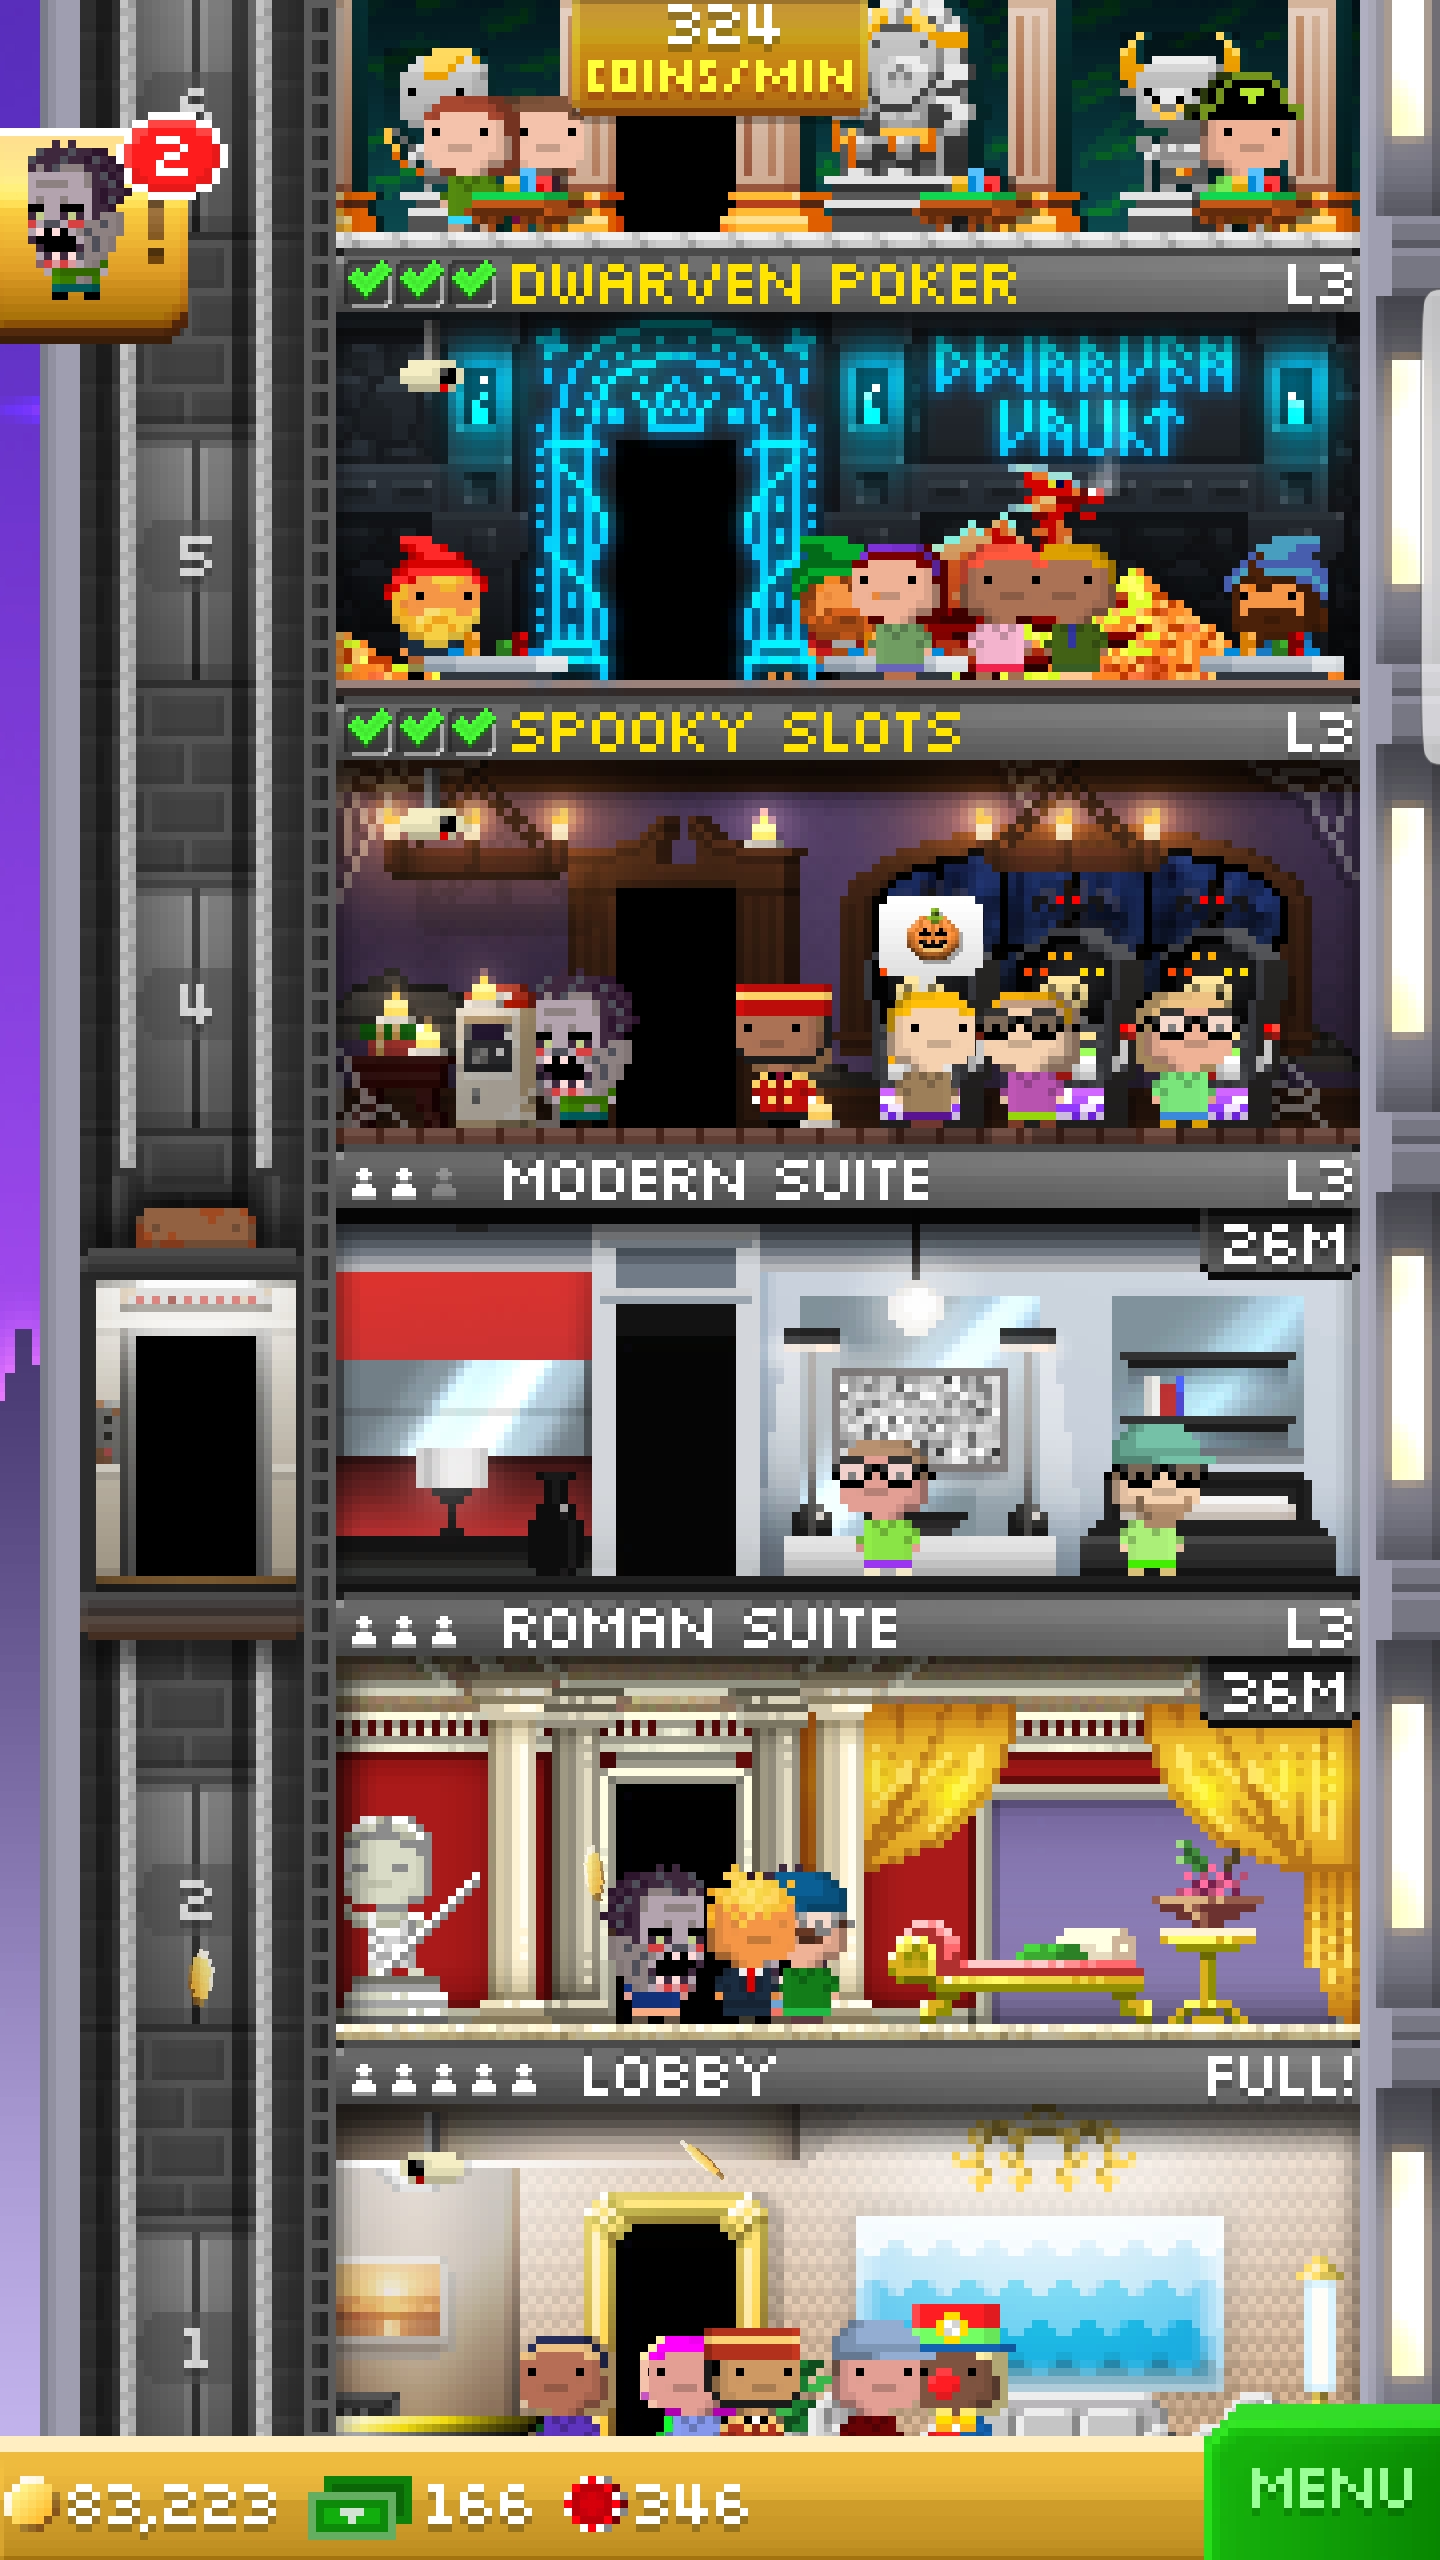 324
COINS/MIN
2
!
DWARVEN POKER L3
DWARVEN
VAULT
5
SPOOKY SLOTS L3
4
MODERN SUITE L3
26M
ROMAN SUITE L3
36M
2
LOBBY FULL!
1
83,223 166 346 MENU